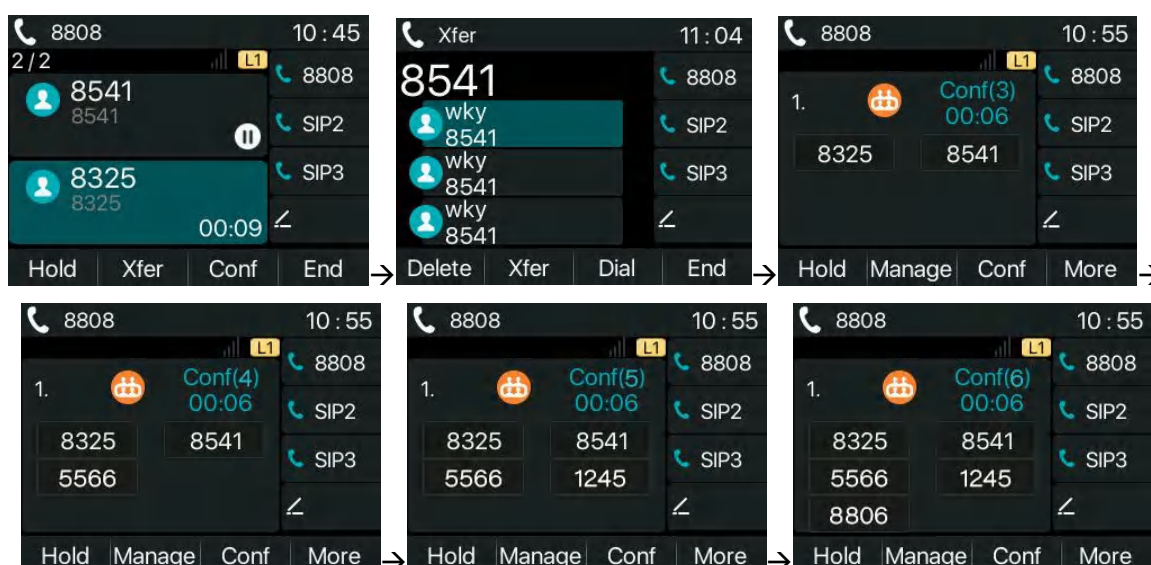 8808 10 : 45
2 / 2 L1
8541
8541
8325
8325
00:09
8808
SIP2
SIP3
Hold Xfer Conf End
→
Xfer 11 : 04
8541
wky
8541
wky
8541
wky
8541
8808
SIP2
SIP3
Delete Xfer Dial End
→
8808 10 : 55
L1
1. Conf(3)
00:06
8325 8541
8808
SIP2
SIP3
Hold Manage Conf More
→
8808 10 : 55
L1
1. Conf(4)
00:06
8325 8541
5566
8808
SIP2
SIP3
Hold Manage Conf More
→
8808 10 : 55
L1
1. Conf(5)
00:06
8325 8541
5566 1245
8808
SIP2
SIP3
Hold Manage Conf More
→
8808 10 : 55
L1
1. Conf(6)
00:06
8325 8541
5566 1245
8806
8808
SIP2
SIP3
Hold Manage Conf More